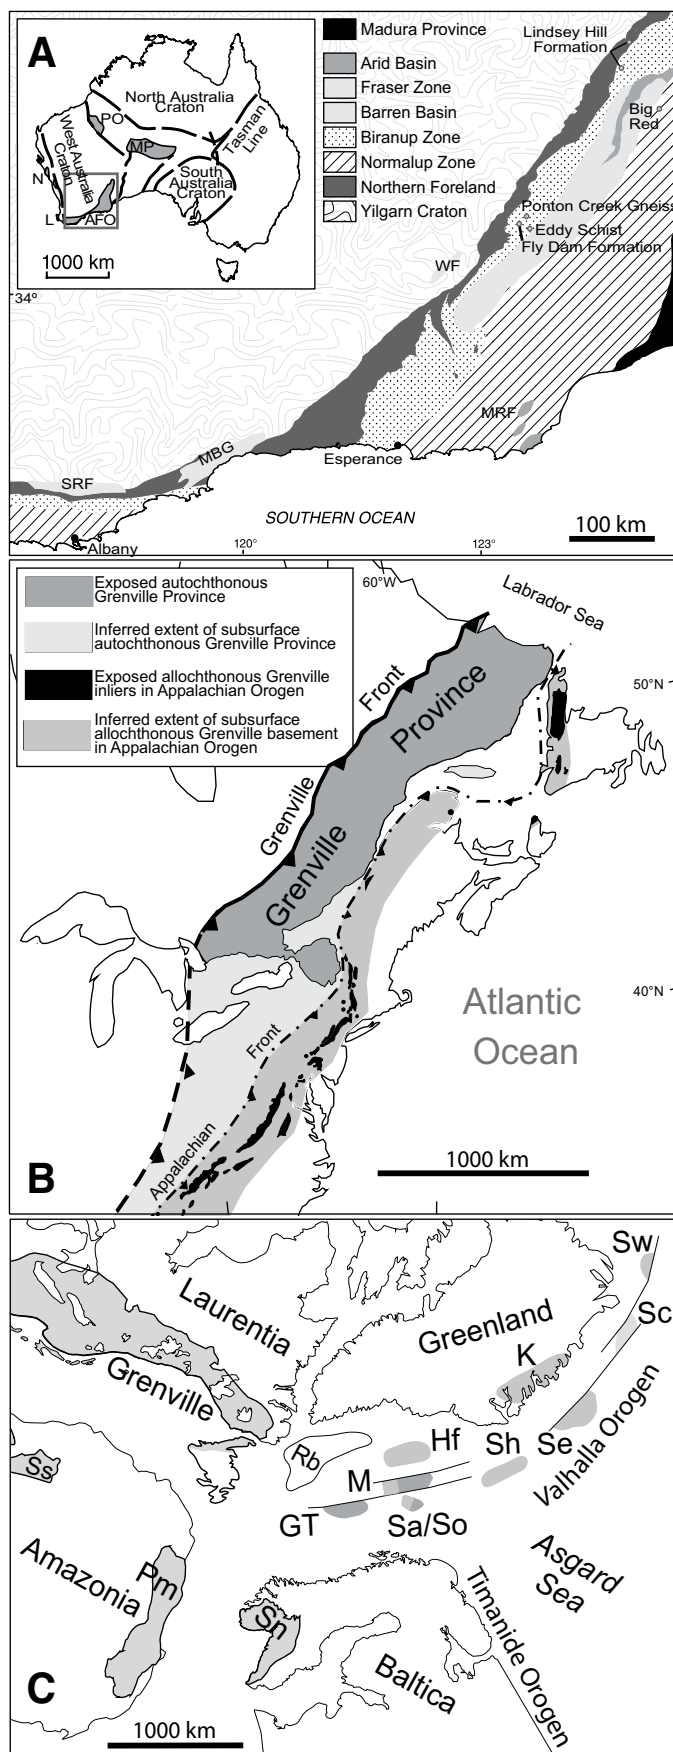 A
North Australia
Craton
PO
MP
West Australia
Craton
South
Australia
Craton
Tasman
Line
N
L
AFO
1000 km
Madura Province
Arid Basin
Fraser Zone
Barren Basin
Biranup Zone
Normalup Zone
Northern Foreland
Yilgarn Craton
Lindsey Hill
Formation
Big
Red
Ponton Creek Gneiss
Eddy Schist
Fly Dam Formation
WF
34°
MRF
MBG
Esperance
SRF
SOUTHERN OCEAN
100 km
Albany
120°
123°
Exposed autochthonous
Grenville Province
Inferred extent of subsurface
autochthonous Grenville Province
Exposed allochthonous Grenville
inliers in Appalachian Orogen
Inferred extent of subsurface
allochthonous Grenville basement
in Appalachian Orogen
60°W
Labrador Sea
50°N
Grenville Front
Grenville Province
40°N
Atlantic
Ocean
Appalachian Front
1000 km
B
Sw
Laurentia
Greenland
Sc
K
Grenville
Valhalla Orogen
Hf
Sh
Se
Rb
Ss
M
GT
Sa/So
Amazonia
Pm
Asgard
Sea
Sn
Timanide Orogen
Baltica
C
1000 km